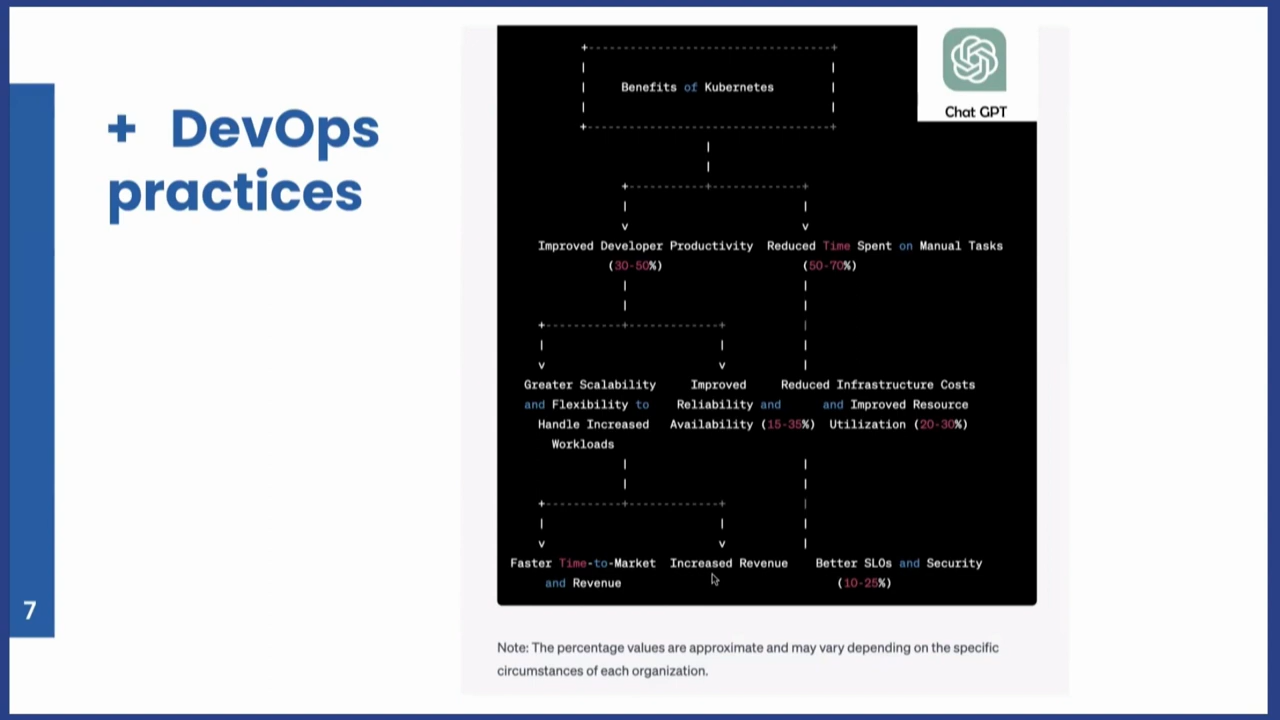 + DevOps
practices
7
Chat GPT
Benefits of Kubernetes
Improved Developer Productivity
(30-50%)
Reduced Time Spent on Manual Tasks
(50-70%)
Greater Scalability
and Flexibility to
Handle Increased
Workloads
Improved
Reliability and
Availability (15-35%)
Reduced Infrastructure Costs
and Improved Resource
Utilization (20-30%)
Faster Time-to-Market
and Revenue
Increased Revenue
Better SLOs and Security
(10-25%)
Note: The percentage values are approximate and may vary depending on the specific
circumstances of each organization.